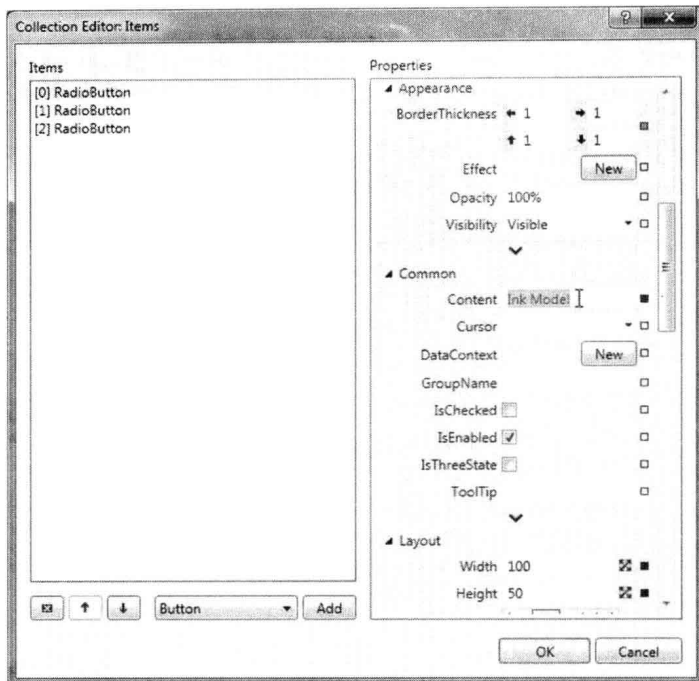 Collection Editor: Items
Items
[0] RadioButton
[1] RadioButton
[2] RadioButton
Button
Add
Properties
Appearance
BorderThickness 1 1
1 1
Effect New
Opacity 100%
Visibility Visible
Common
Content Ink Model
Cursor
DataContext New
GroupName
IsChecked
IsEnabled
IsThreeState
ToolTip
Layout
Width 100
Height 50
OK Cancel